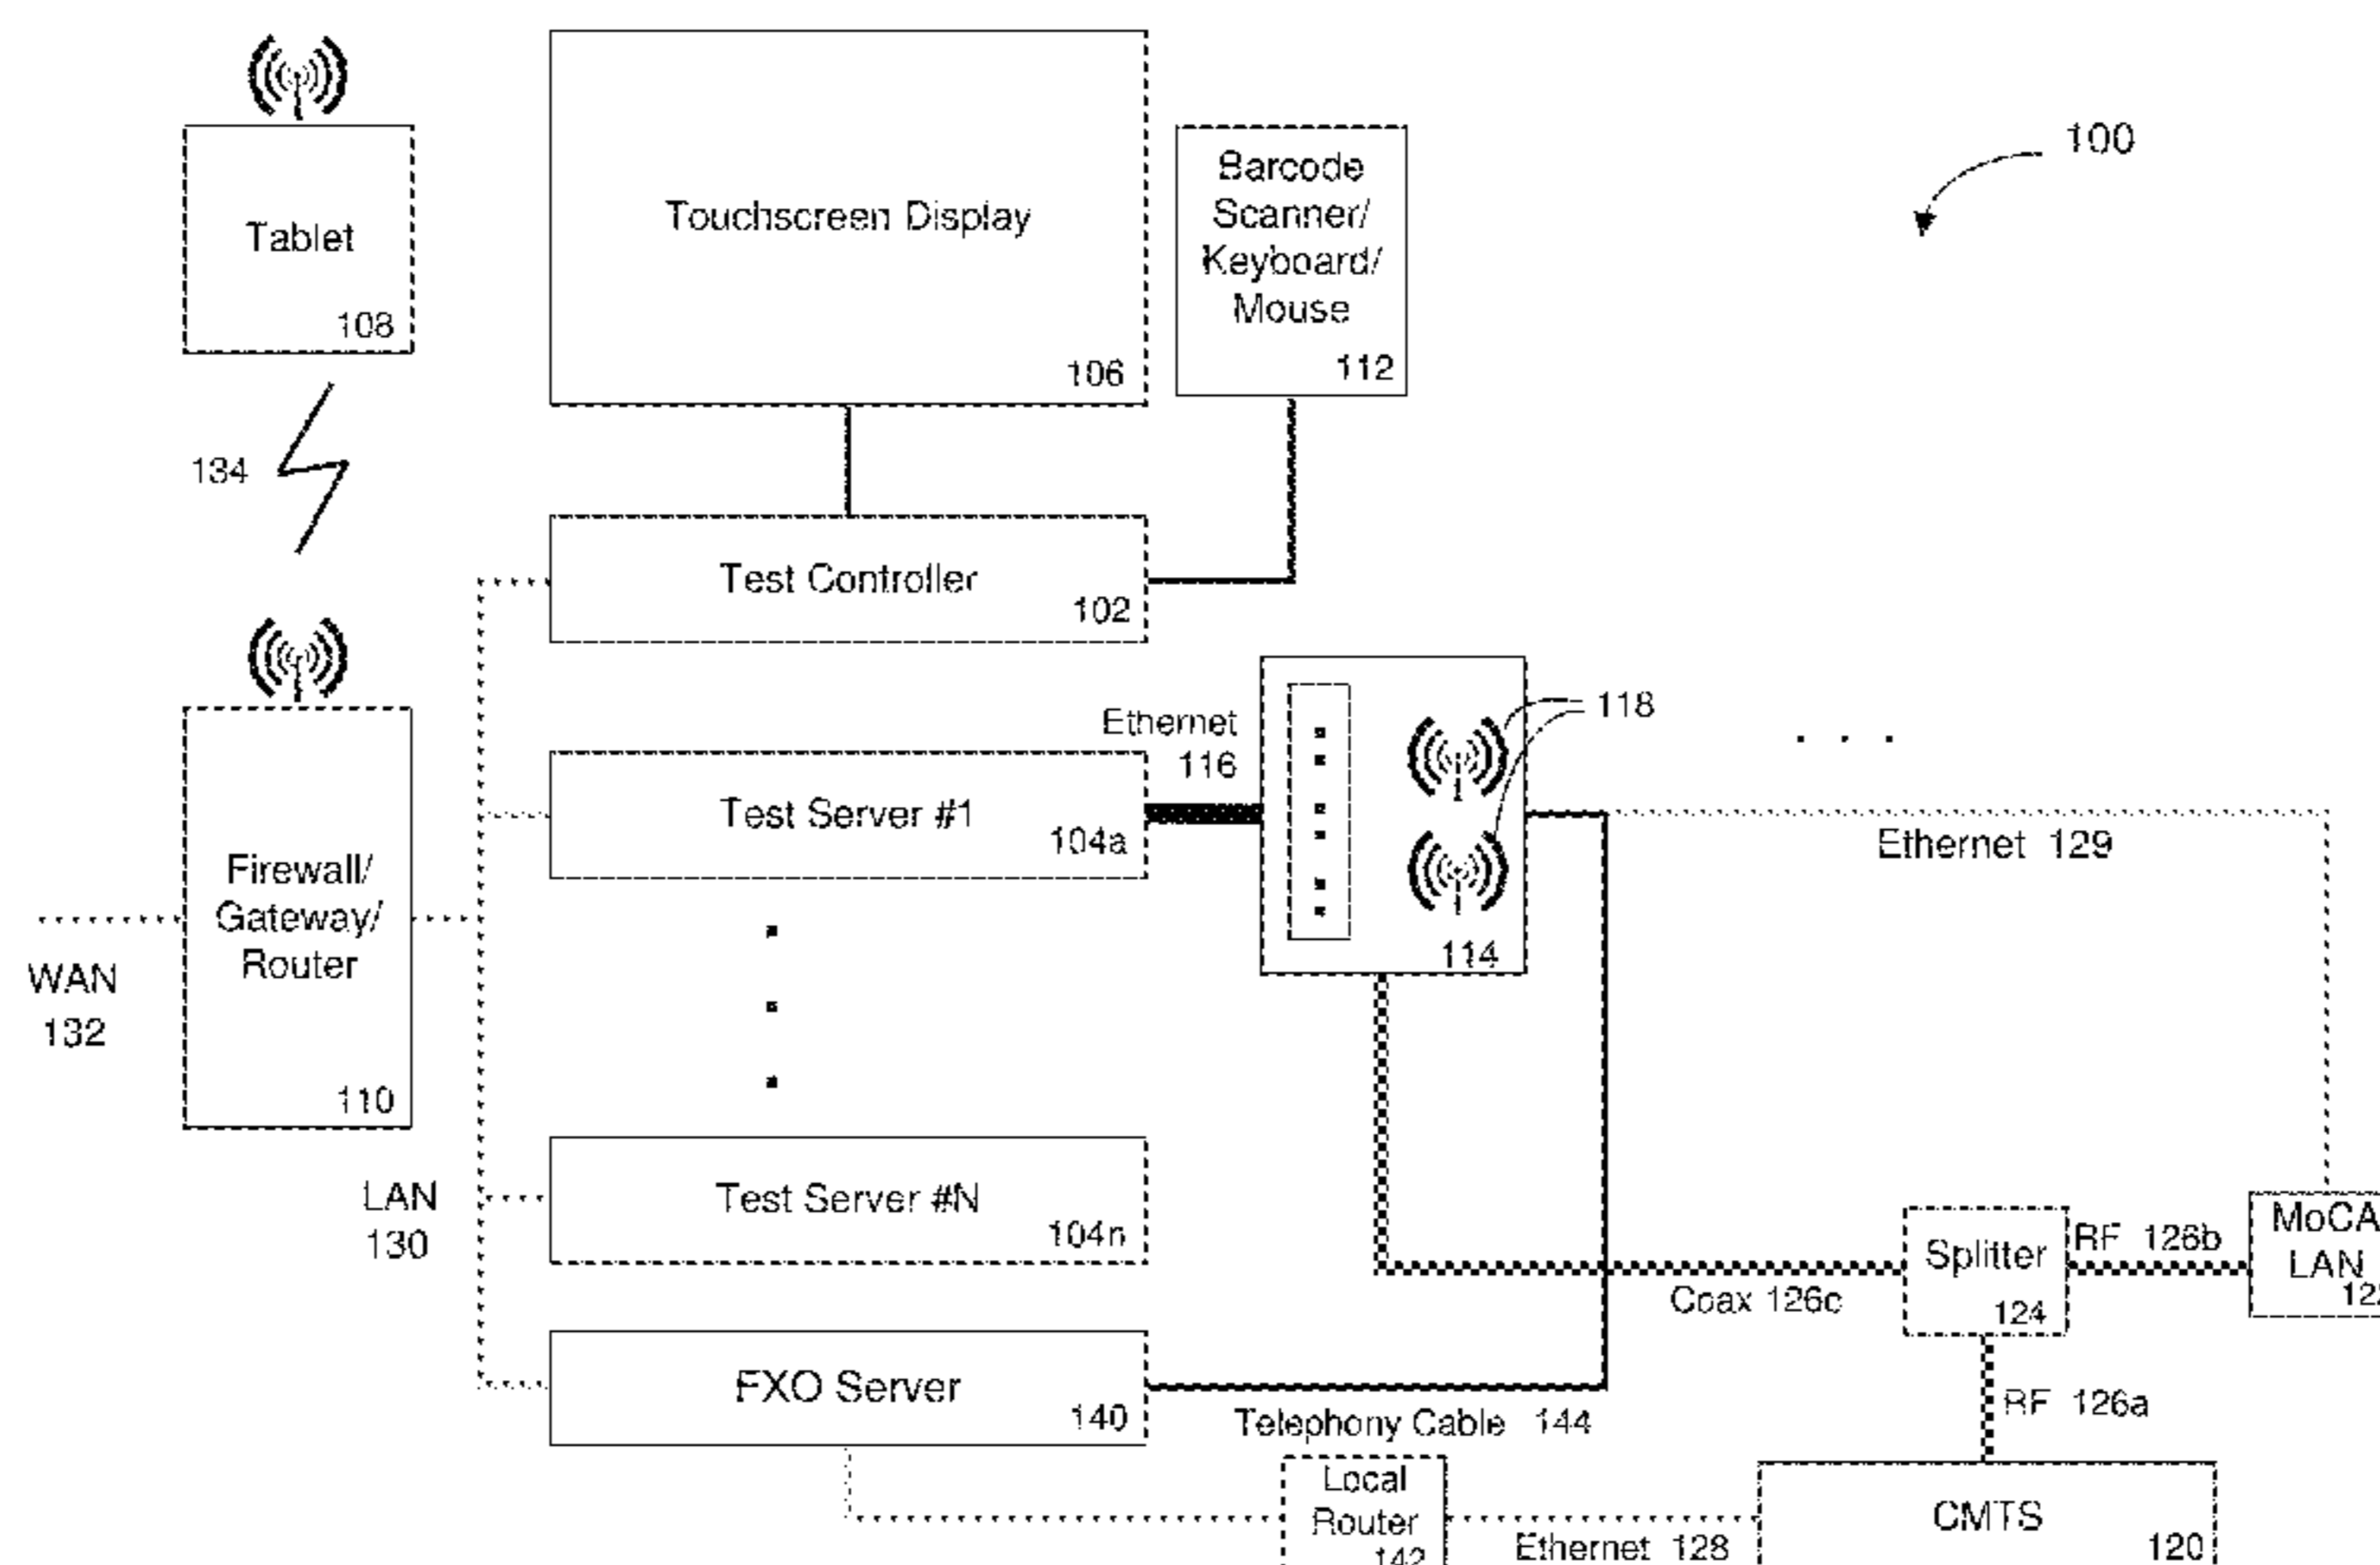 100
Tablet
108
Touchscreen Display
106
Barcode
Scanner/
Keyboard/
Mouse
112
134
Test Controller
102
Ethernet
116
118
114
Test Server #1
104a
Ethernet 129
Firewall/
Gateway/
Router
110
WAN
132
LAN
130
Test Server #N
104n
Splitter
124
RF 126b
MoCA
LAN
Coax 126c
RF 126a
FXO Server
140
Telephony Cable 144
Local
Router
142
Ethernet 128
CMTS
120